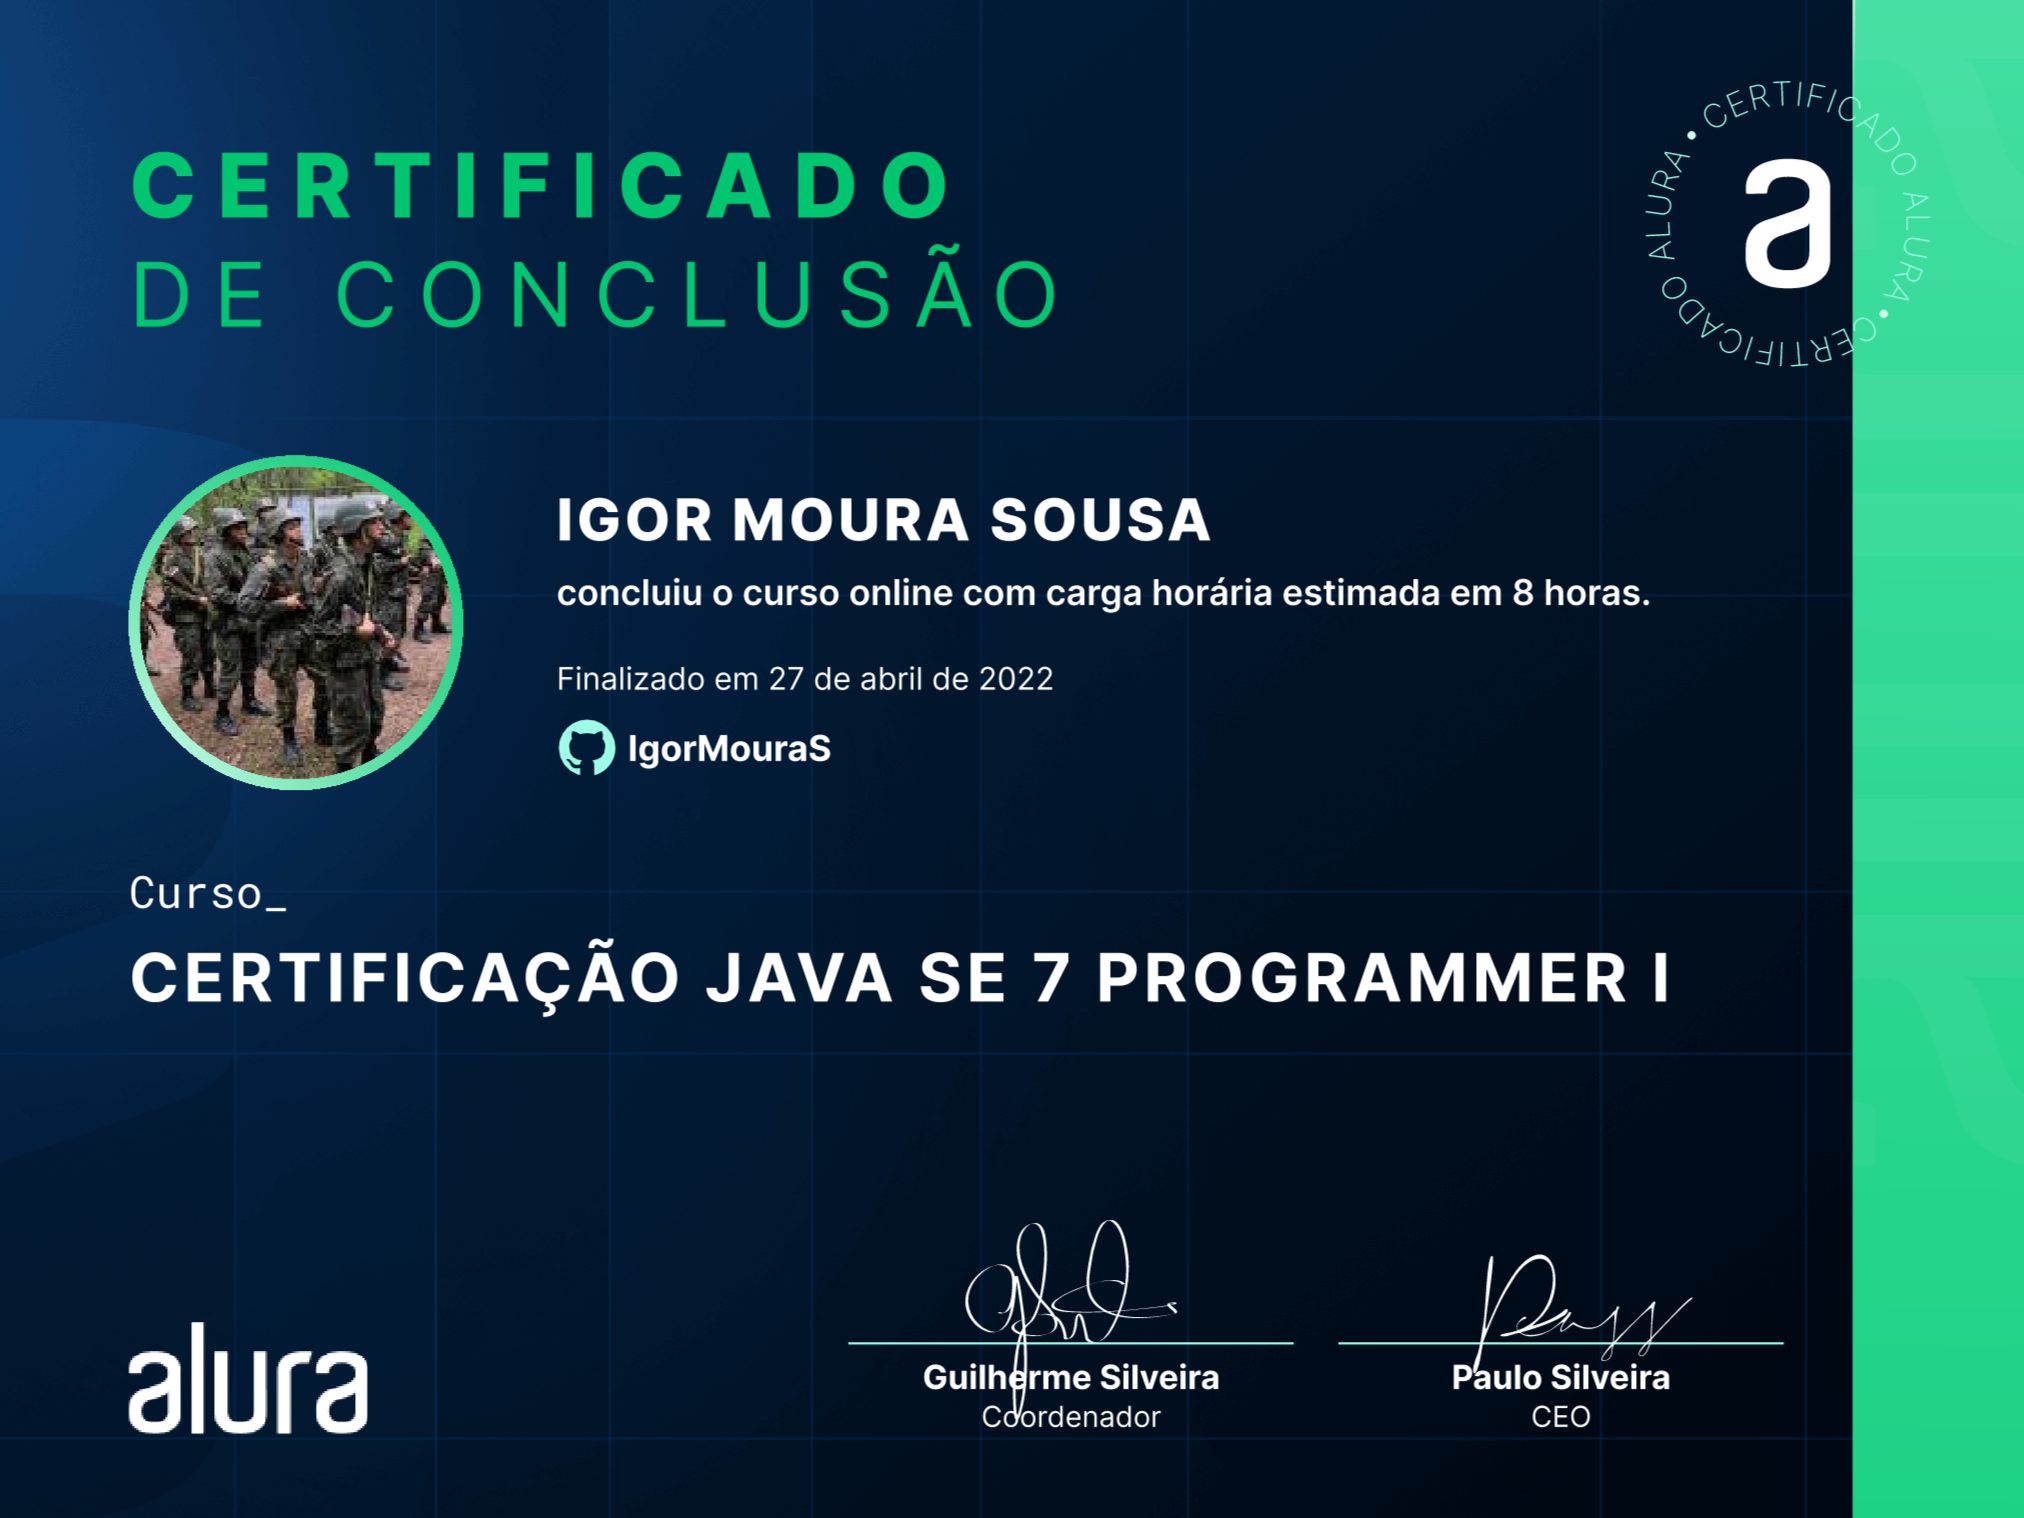 CERTIFICADO
DE CONCLUSÃO
• CERTIFICADO ALURA • CERTIFICADO ALURA
a
IGOR MOURA SOUSA
concluiu o curso online com carga horária estimada em 8 horas.
Finalizado em 27 de abril de 2022
IgorMouraS
Curso_
CERTIFICAÇÃO JAVA SE 7 PROGRAMMER I
alura
Guilherme Silveira
Coordenador
Paulo Silveira
CEO